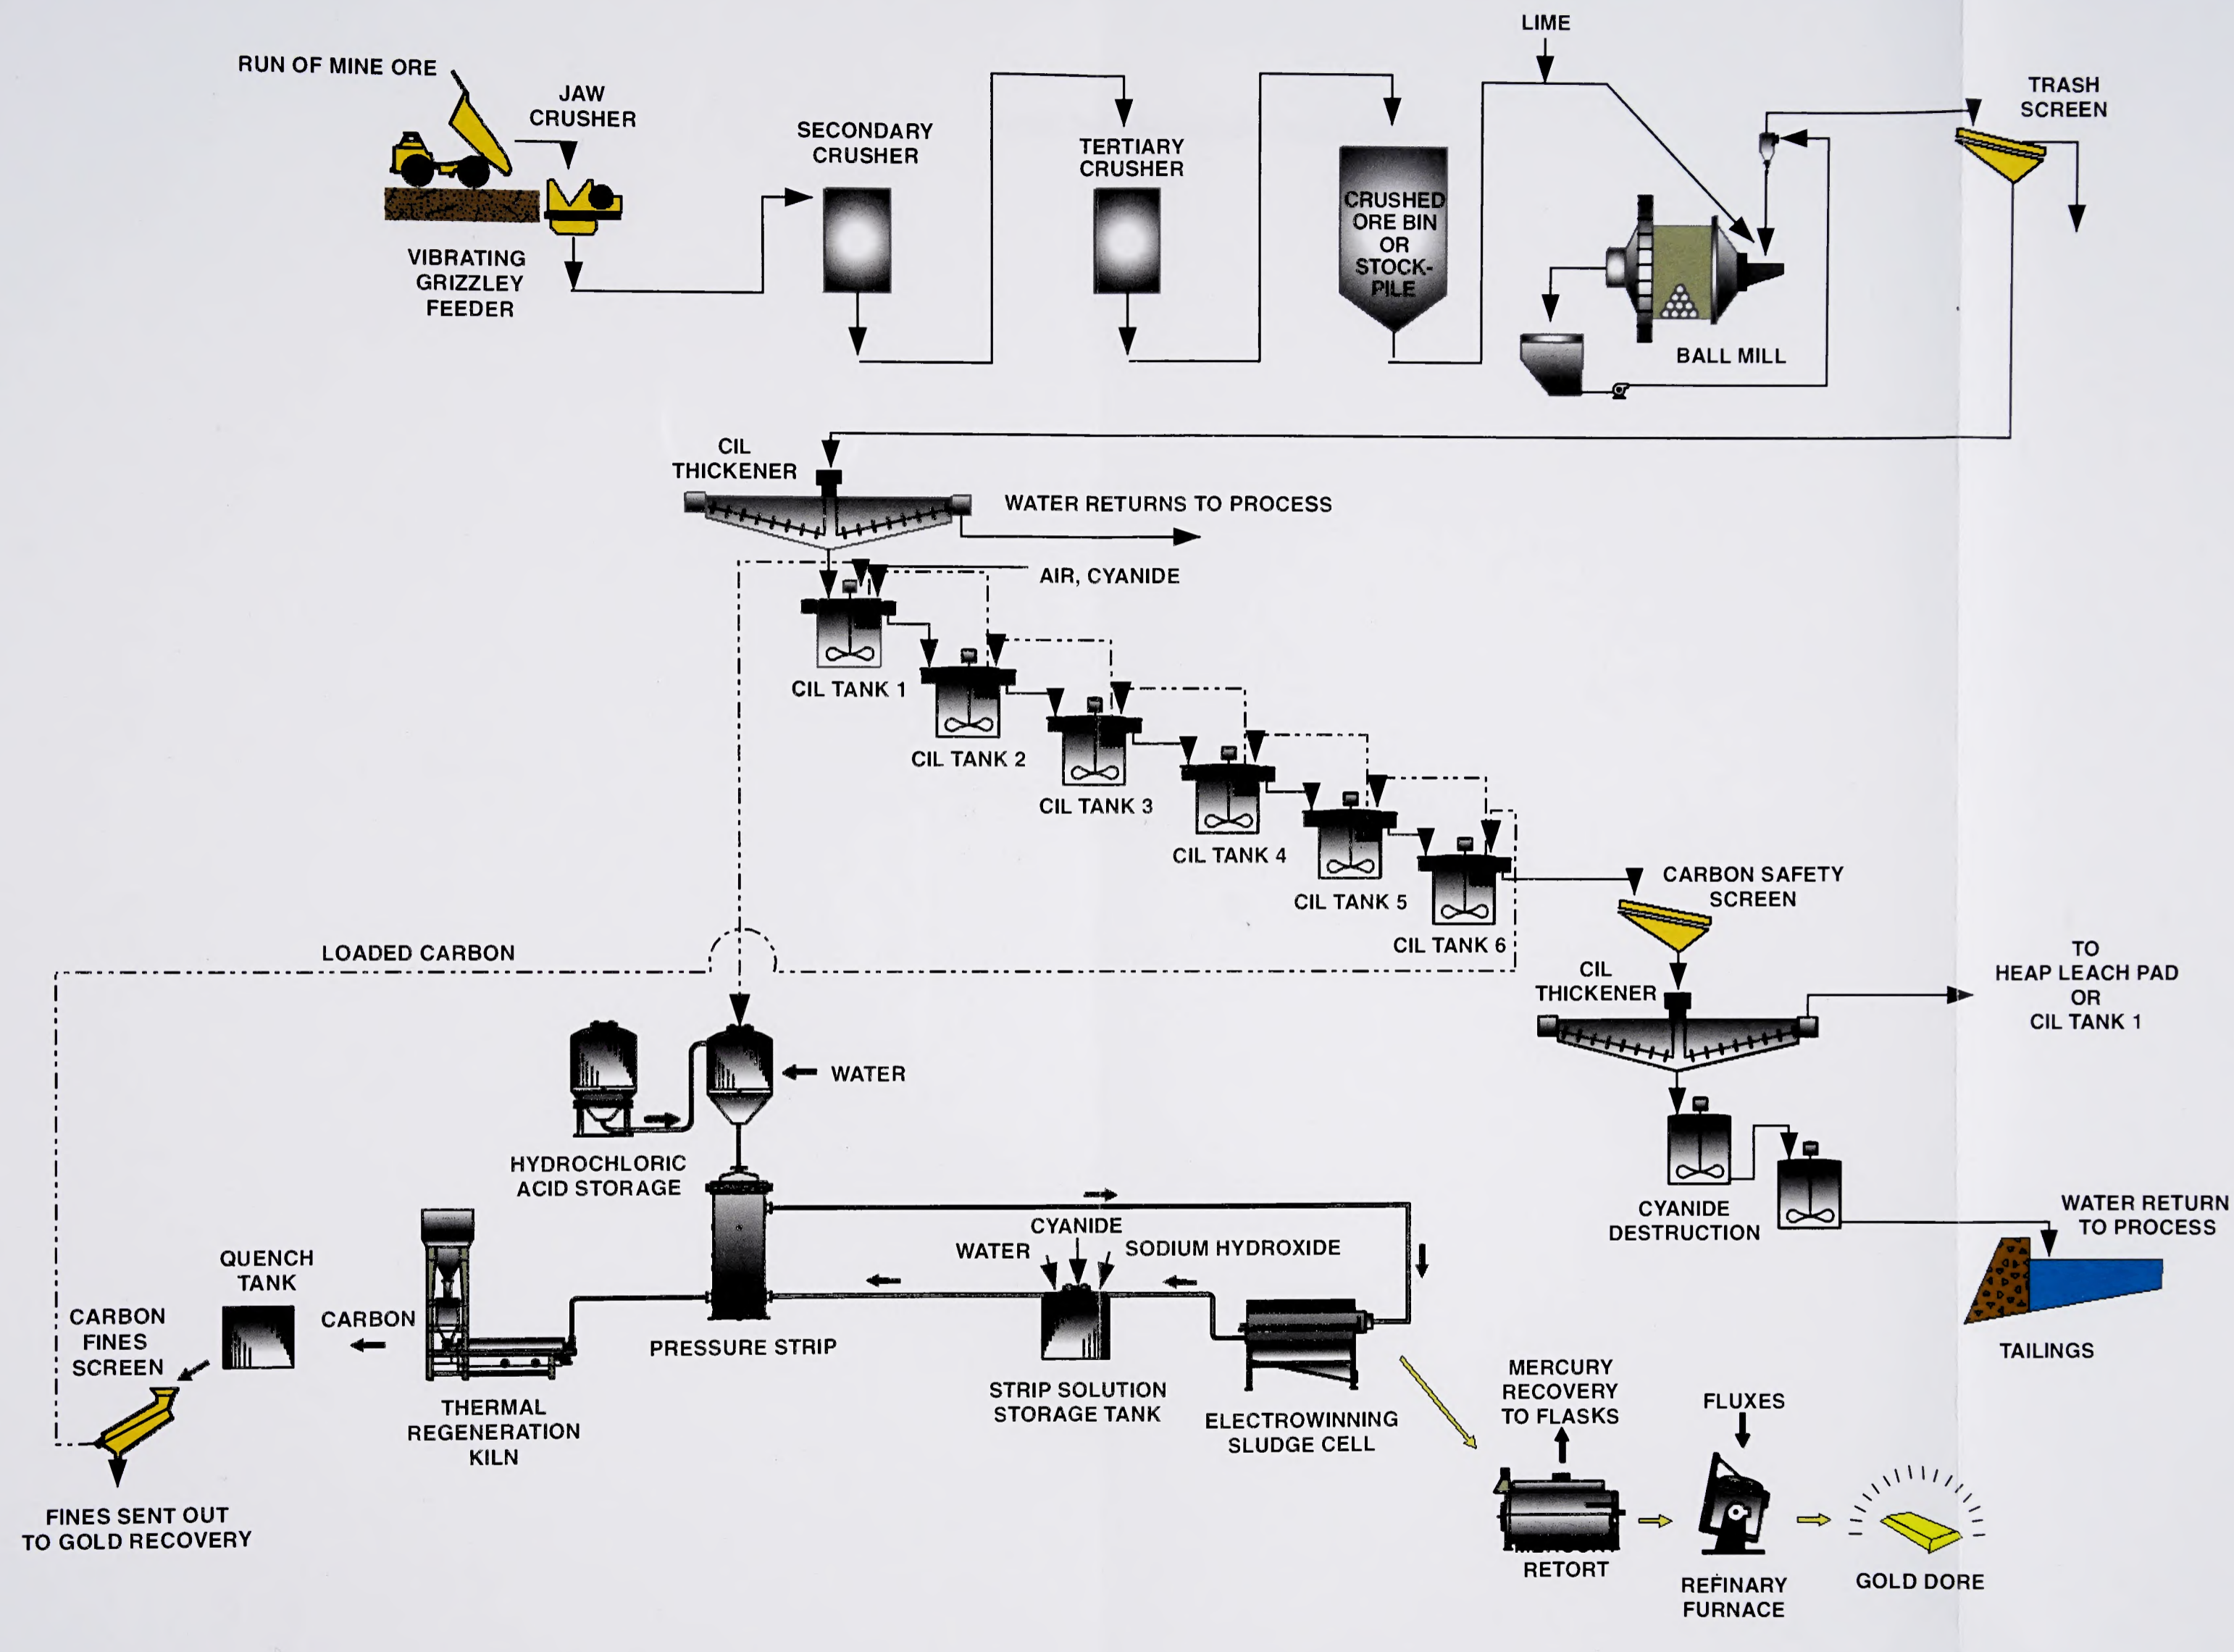 LIME
RUN OF MINE ORE
JAW
CRUSHER
TRASH
SCREEN
SECONDARY
CRUSHER
TERTIARY
CRUSHER
CRUSHED
ORE BIN
OR
STOCK-
PILE
VIBRATING
GRIZZLEY
FEEDER
BALL MILL
CIL
THICKENER
WATER RETURNS TO PROCESS
AIR, CYANIDE
CIL TANK 1
CIL TANK 2
CIL TANK 3
CIL TANK 4
CIL TANK 5
CIL TANK 6
CARBON SAFETY
SCREEN
LOADED CARBON
CIL
THICKENER
TO
HEAP LEACH PAD
OR
CIL TANK 1
WATER
HYDROCHLORIC
ACID STORAGE
CYANIDE
DESTRUCTION
WATER RETURN
TO PROCESS
TAILINGS
CYANIDE
WATER
SODIUM HYDROXIDE
QUENCH
TANK
CARBON
FINES
SCREEN
CARBON
PRESSURE STRIP
THERMAL
REGENERATION
KILN
STRIP SOLUTION
STORAGE TANK
ELECTROWINNING
SLUDGE CELL
MERCURY
RECOVERY
TO FLASKS
FLUXES
FINES SENT OUT
TO GOLD RECOVERY
MERCURY
RETORT
REFINARY
FURNACE
GOLD DORE